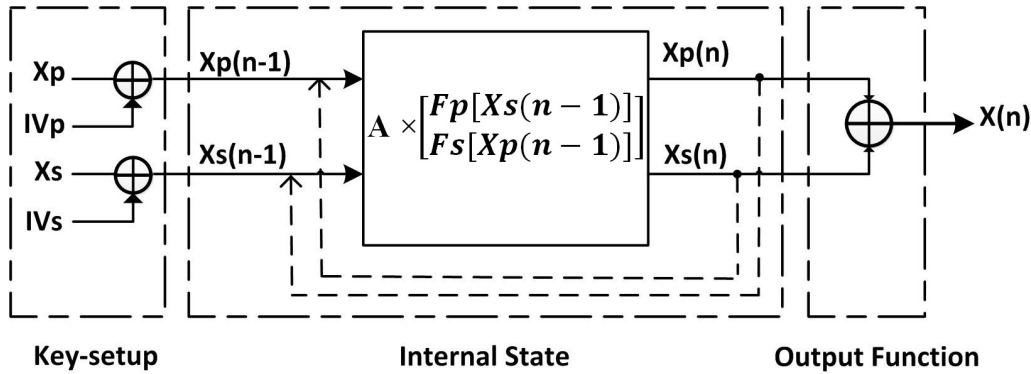 Xp
IVp
Xs
IVs
Xp(n-1)
Xs(n-1)
A × [Fp[Xs(n − 1)]
Fs[Xp(n − 1)]]
Xp(n)
Xs(n)
X(n)
Key-setup
Internal State
Output Function